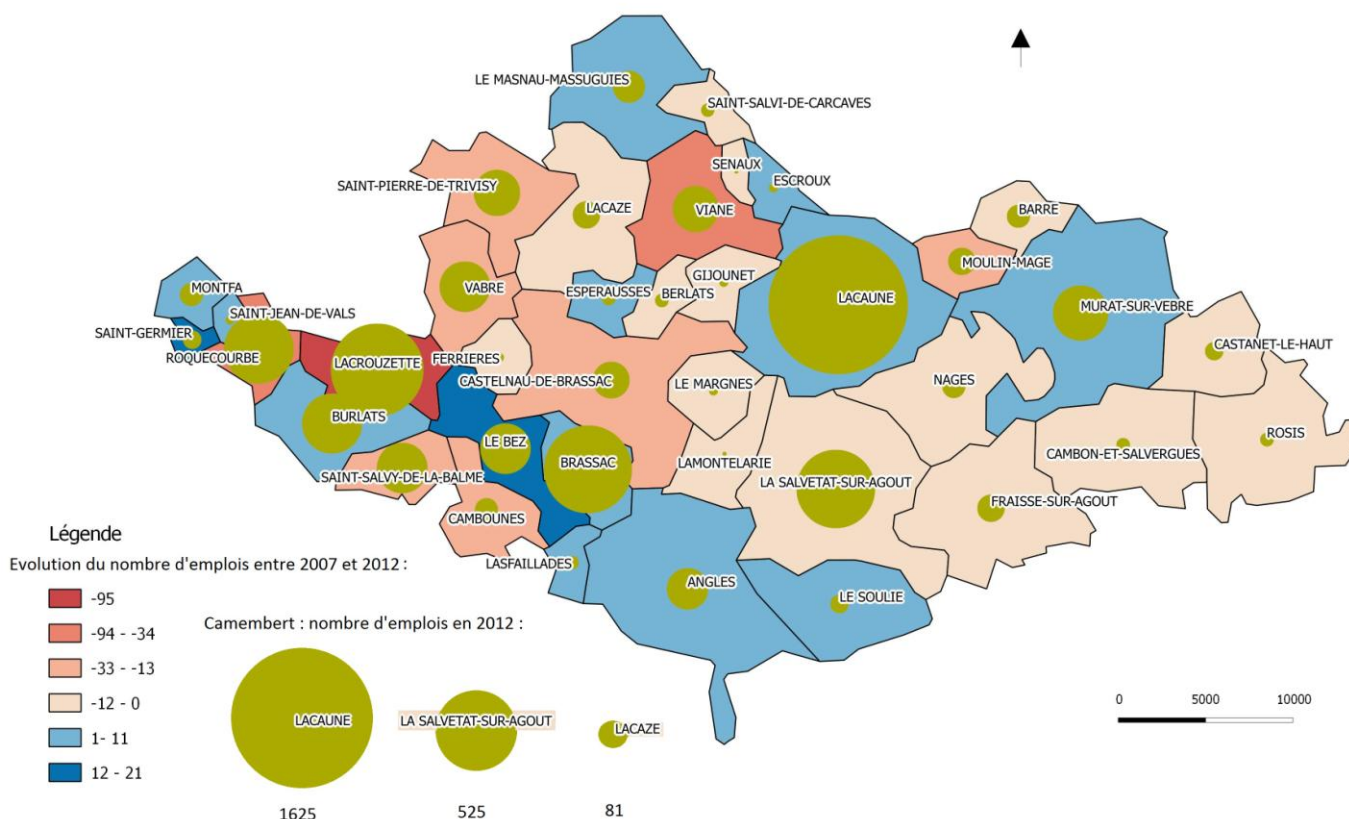 LE MASNAU-MASSUGUIES
SAINT-SALVI-DE-CARCAVES
SENAUX
ESCROUX
SAINT-PIERRE-DE-TRIVISY
LACAZE
VIANE
BARRE
MOULIN-MAGE
GIJOUNET
MONTFA
VABRE
ESPERAUSSES
BERLATS
LACAUNE
MURAT-SUR-VEBRE
SAINT-JEAN-DE-VALS
SAINT-GERMIER
ROQUECOURBE
LACROUZETTE
FERRIERES
CASTELNAU-DE-BRASSAC
LE MARGNES
NAGES
CASTANET-LE-HAUT
BURLATS
LE BEZ
BRASSAC
LAMONTELARIE
ROSIS
CAMBON-ET-SALVERGUES
SAINT-SALVY-DE-LA-BALME
LA SALVETAT-SUR-AGOUT
FRAISSE-SUR-AGOUT
CAMBOUNES
LASFAILLADES
ANGLES
LE SOULIE
Légende
Evolution du nombre d'emplois entre 2007 et 2012 :
-95
-94 - -34
-33 - -13
-12 - 0
1- 11
12 - 21
Camembert : nombre d'emplois en 2012 :
LACAUNE
LA SALVETAT-SUR-AGOUT
LACAZE
1625
525
81
0 5000 10000